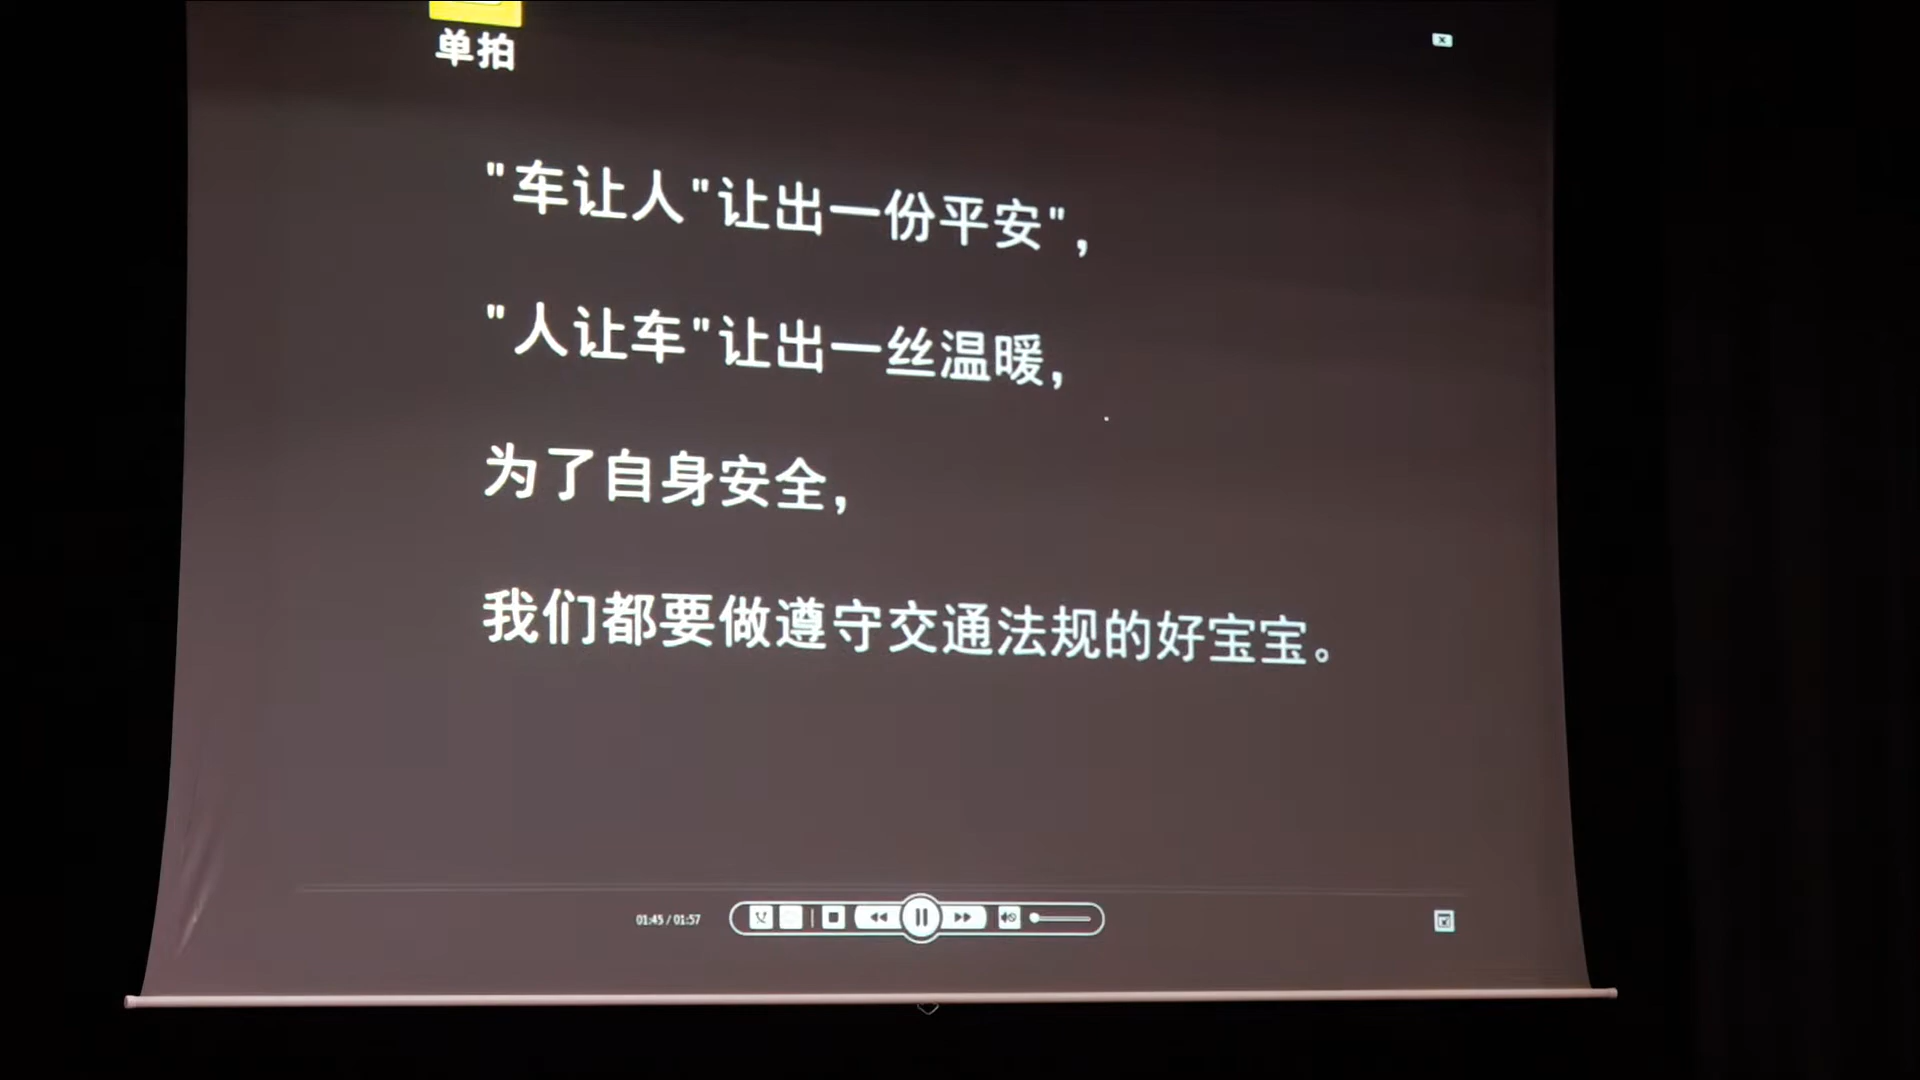 单拍
"车让人"让出一份平安",
"人让车"让出一丝温暖,
为了自身安全,
我们都要做遵守交通法规的好宝宝。
01:45 / 01:57